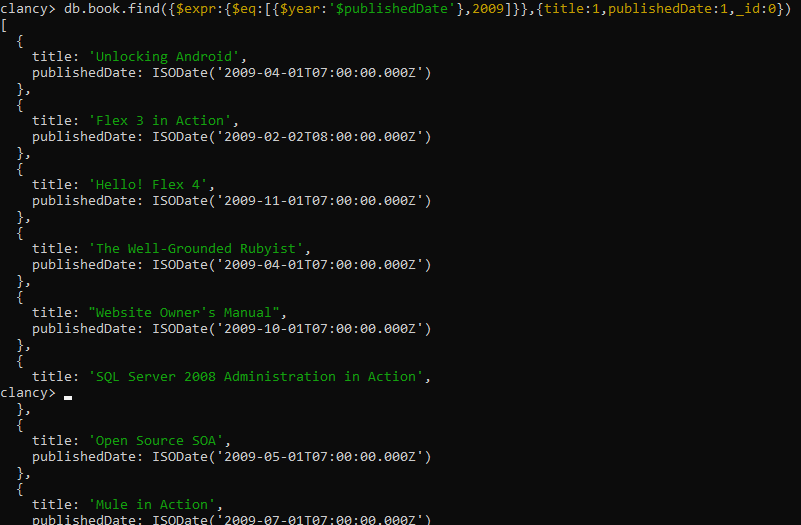 clancy> db.book.find({$expr:{$eq:[{$year:'$publishedDate'},2009]}},{title:1,publishedDate:1,_id:0})
[
  {
    title: 'Unlocking Android',
    publishedDate: ISODate('2009-04-01T07:00:00.000Z')
  },
  {
    title: 'Flex 3 in Action',
    publishedDate: ISODate('2009-02-02T08:00:00.000Z')
  },
  {
    title: 'Hello! Flex 4',
    publishedDate: ISODate('2009-11-01T07:00:00.000Z')
  },
  {
    title: 'The Well-Grounded Rubyist',
    publishedDate: ISODate('2009-04-01T07:00:00.000Z')
  },
  {
    title: "Website Owner's Manual",
    publishedDate: ISODate('2009-10-01T07:00:00.000Z')
  },
  {
    title: 'SQL Server 2008 Administration in Action',
clancy>
  },
  {
    title: 'Open Source SOA',
    publishedDate: ISODate('2009-05-01T07:00:00.000Z')
  },
  {
    title: 'Mule in Action',
    publishedDate: ISODate('2009-07-01T07:00:00.000Z')